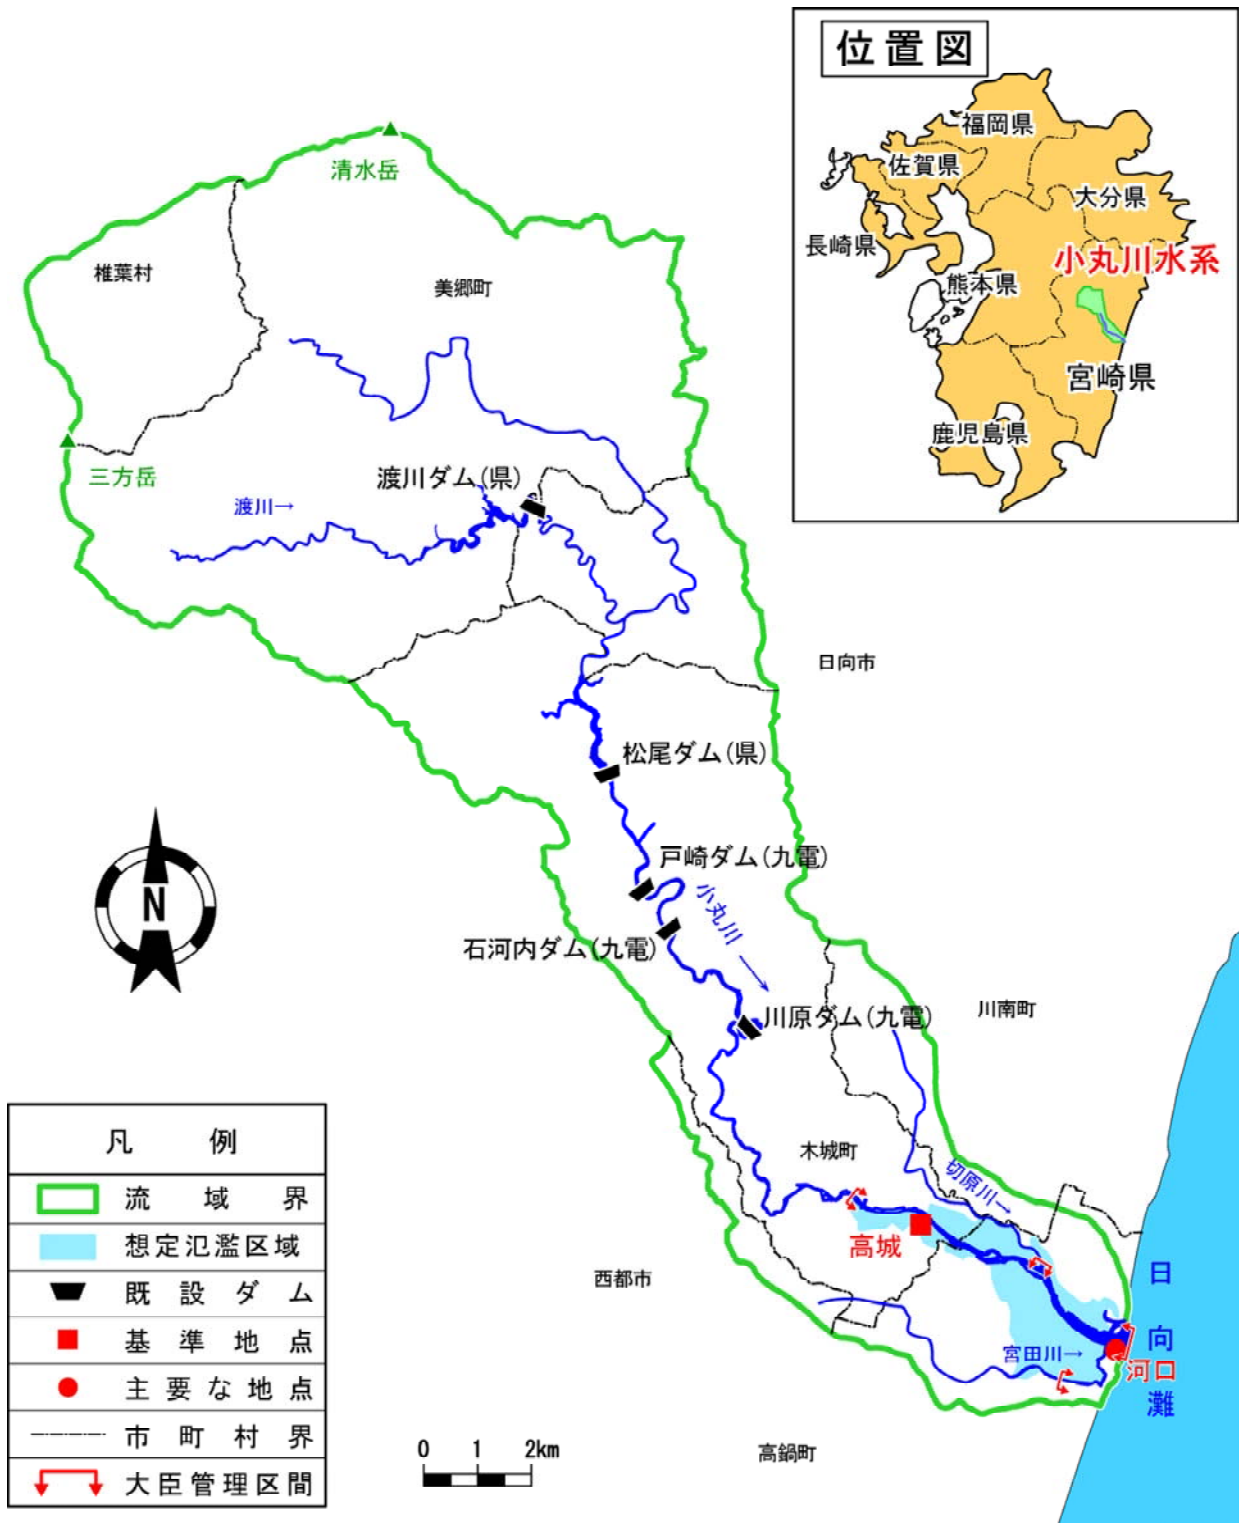 位置図
福岡県
佐賀県
大分県
長崎県
小丸川水系
熊本県
宮崎県
鹿児島県
清水岳
椎葉村
美郷町
三方岳
渡川ダム(県)
渡川→
日向市
松尾ダム(県)
戸崎ダム(九電)
小丸川→
石河内ダム(九電)
川原ダム(九電)
川南町
N
木城町
切原川→
高城
西都市
宮田川→
河口
日向灘
高鍋町
凡例
流域界
想定氾濫区域
既設ダム
基準地点
主要な地点
市町村界
大臣管理区間
0 1 2km